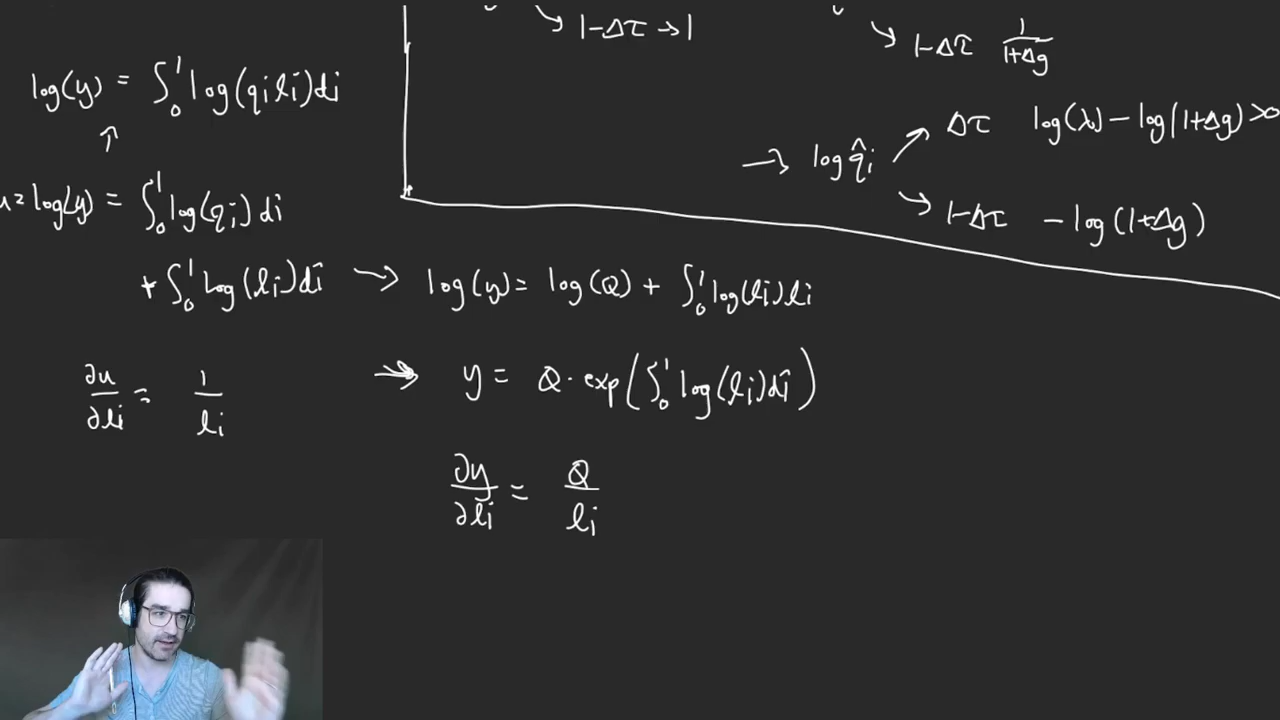 1-Δτ → 1
1-Δτ 1/(1+Δg)
log(y) = ∫₀¹ log(qᵢℓᵢ)di
↑
Δτ log(λ) - log(1+Δg) > 0
→ log q̂ᵢ
1-Δτ - log(1+Δg)
u = log(y) = ∫₀¹ log(qᵢ) di
+ ∫₀¹ log(ℓᵢ)di → log(y) = log(Q) + ∫₀¹ log(ℓᵢ)ℓi
→ y = Q · exp(∫₀¹ log(ℓᵢ)di)
∂u/∂ℓᵢ = 1/ℓᵢ
∂y/∂ℓᵢ = Q/ℓᵢ